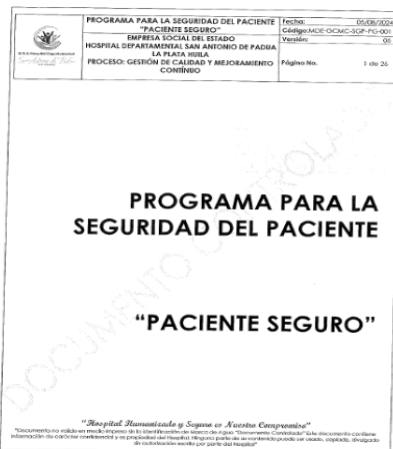 PROGRAMA PARA LA SEGURIDAD DEL PACIENTE
"PACIENTE SEGURO"
EMPRESA SOCIAL DEL ESTADO
HOSPITAL DEPARTAMENTAL SAN ANTONIO DE PADUA
LA PLATA HUILA
PROCESO: GESTIÓN DE CALIDAD Y MEJORAMIENTO
CONTÍNUO
Fecha: 05/08/2024
Código:MDE-GCMC-SGP-PG-001
Versión: 08
Página No. 1 de 26
PROGRAMA PARA LA
SEGURIDAD DEL PACIENTE
"PACIENTE SEGURO"
DOCUMENTO CONTROLA
"Hospital Humanizado y Seguro es Nuestro Compromiso"
"Documento no valido en medio impreso sin la identificación de Marca de Agua "Documento Controlado" Este documento contiene
información de carácter confidencial y es propiedad del Hospital. Ninguna parte de su contenido puede ser usado, copiado, divulgado
sin autorización escrita por parte del Hospital"